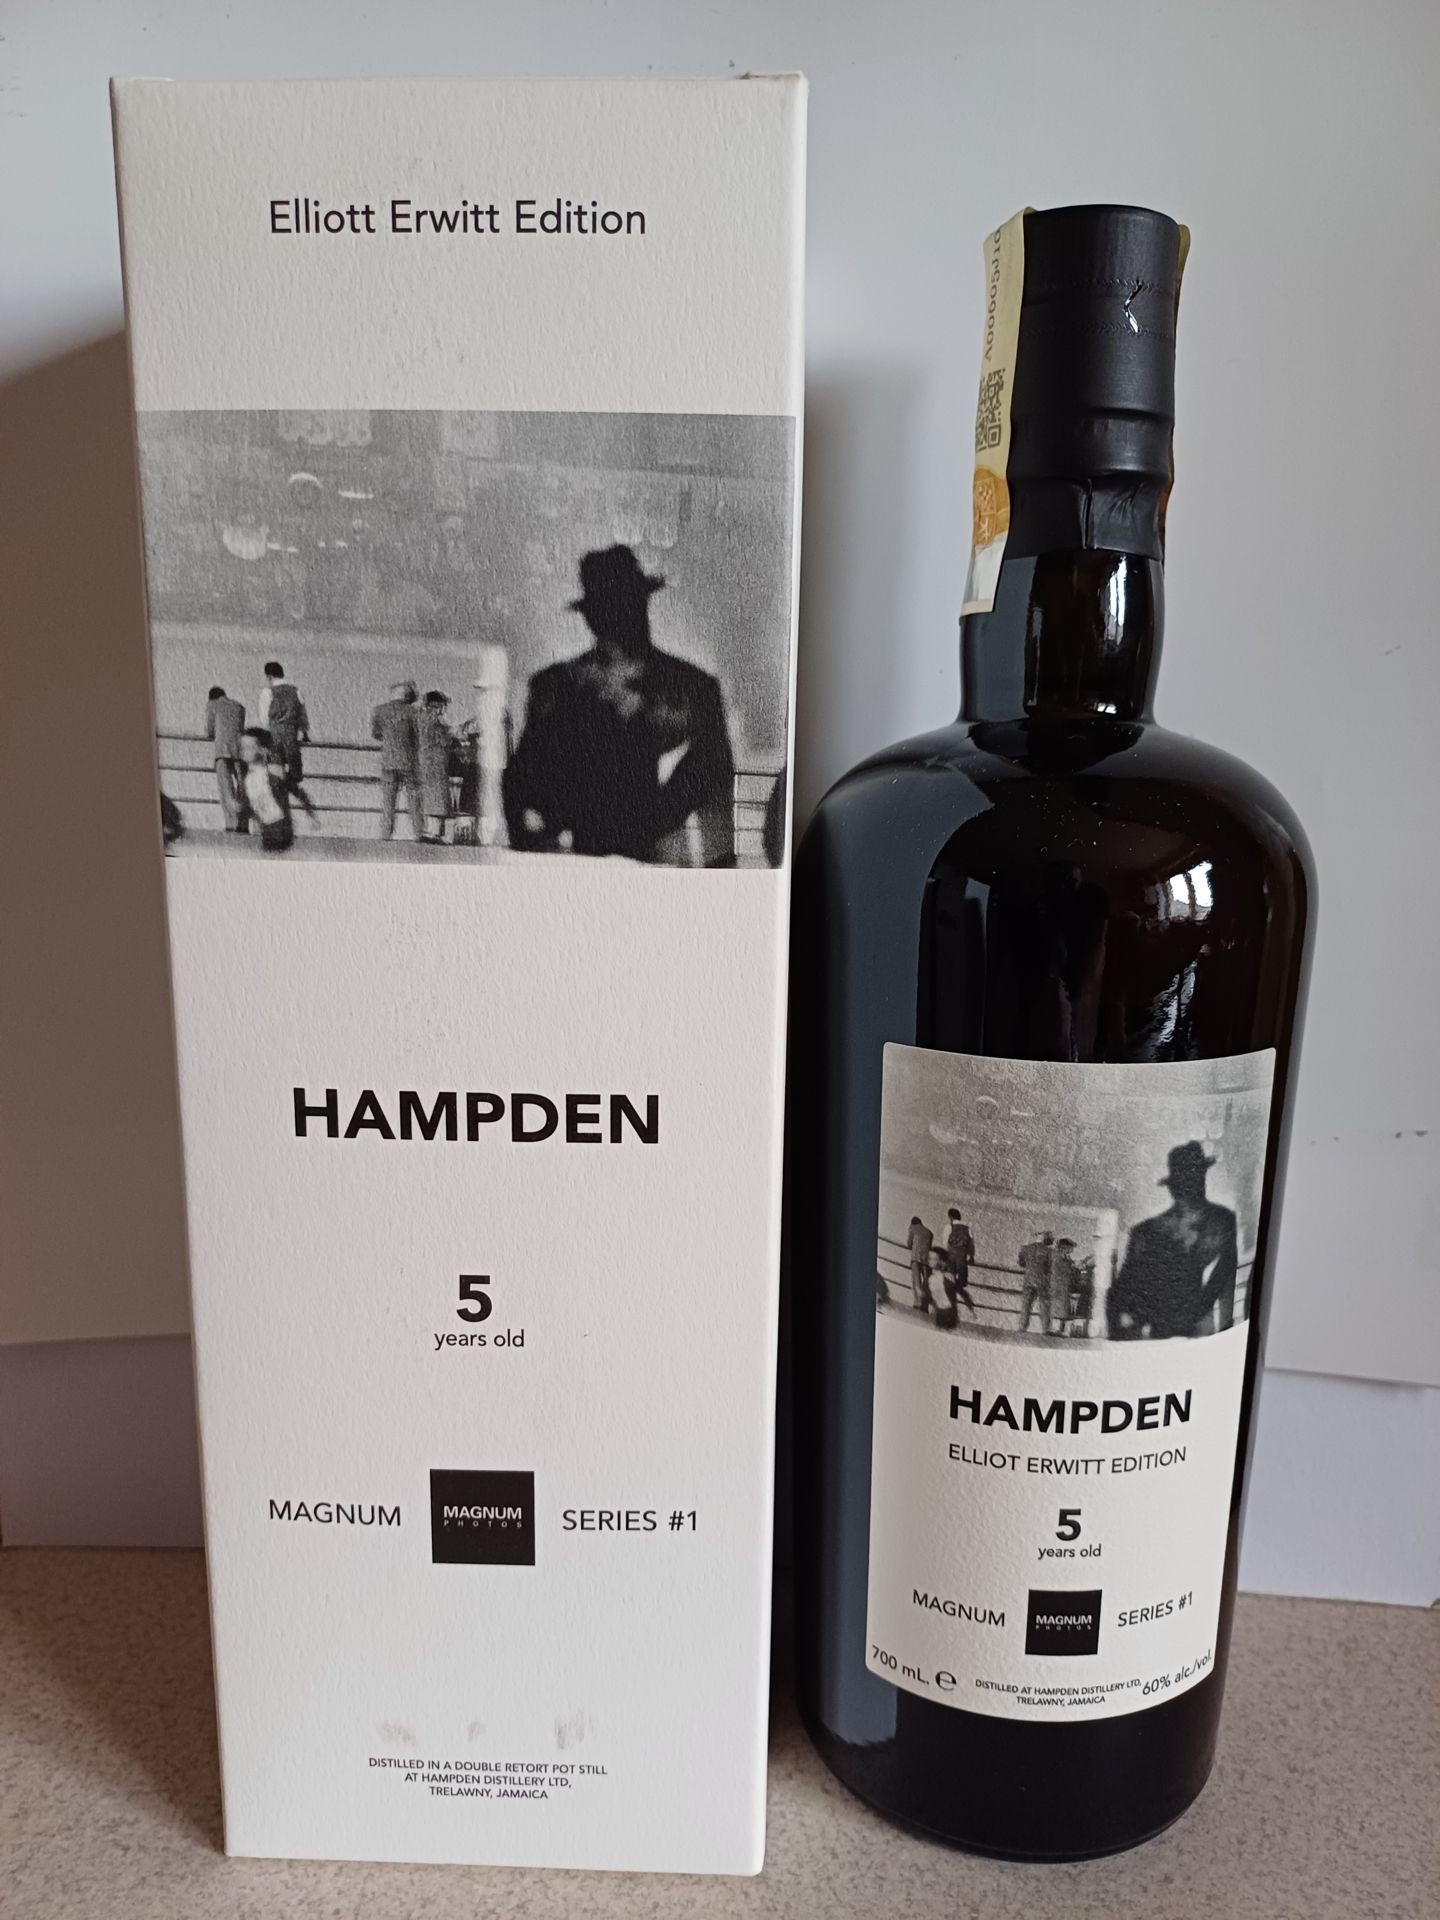 Elliott Erwitt Edition
HAMPDEN
5
years old
MAGNUM
MAGNUM
PHOTOS
SERIES #1
DISTILLED IN A DOUBLE RETORT POT STILL
AT HAMPDEN DISTILLERY LTD,
TRELAWNY, JAMAICA
HAMPDEN
ELLIOT ERWITT EDITION
5
years old
MAGNUM
MAGNUM
PHOTOS
SERIES #1
700 mL. ℮
DISTILLED AT HAMPDEN DISTILLERY LTD,
TRELAWNY, JAMAICA
60% alc./vol.